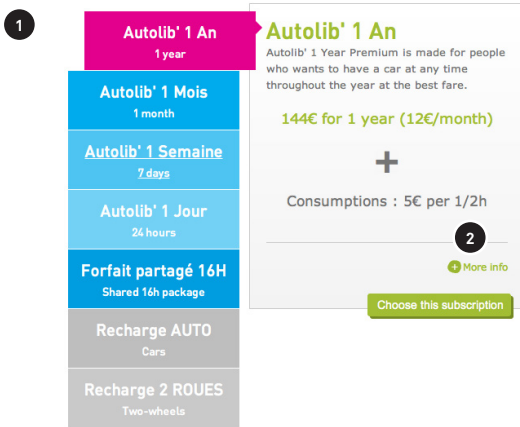 1
Autolib' 1 An
1 year
Autolib' 1 Mois
1 month
Autolib' 1 Semaine
7 days
Autolib' 1 Jour
24 hours
Forfait partagé 16H
Shared 16h package
Recharge AUTO
Cars
Recharge 2 ROUES
Two-wheels
Autolib' 1 An
Autolib' 1 Year Premium is made for people
who wants to have a car at any time
throughout the year at the best fare.
144€ for 1 year (12€/month)
+
Consumptions : 5€ per 1/2h
2
+ More info
Choose this subscription